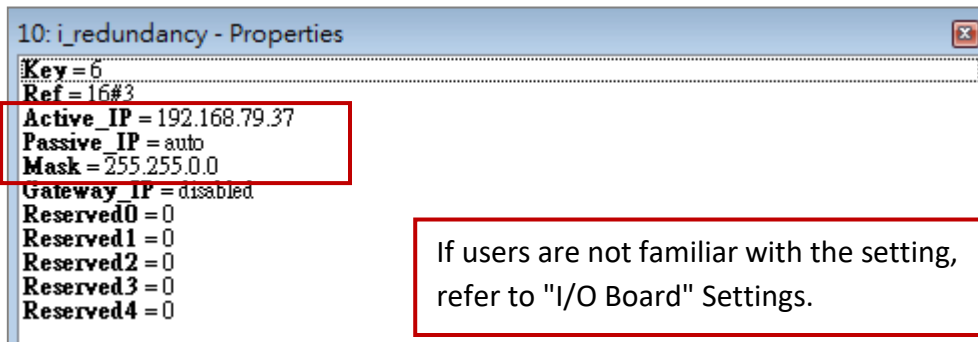 10: i_redundancy - Properties
Key = 6
Ref = 16#3
Active_IP = 192.168.79.37
Passive_IP = auto
Mask = 255.255.0.0
Gateway_IP = disabled
Reserved0 = 0
Reserved1 = 0
Reserved2 = 0
Reserved3 = 0
Reserved4 = 0
If users are not familiar with the setting,
refer to "I/O Board" Settings.